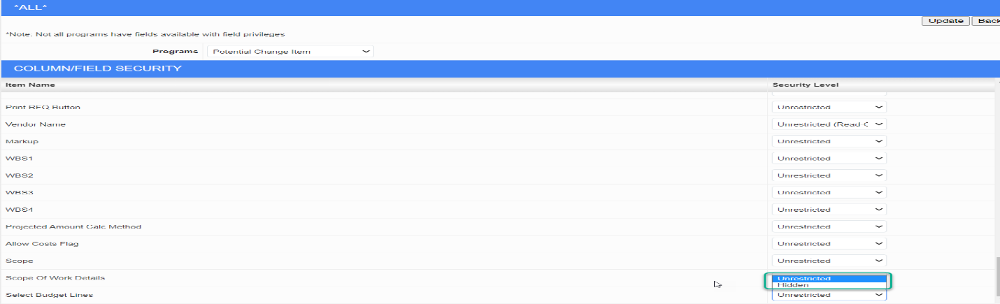 *ALL*
Update Back
*Note: Not all programs have fields available with field privileges
Programs Potential Change Item
COLUMN/FIELD SECURITY
Item Name Security Level
Print RFQ Button Unrestricted
Vendor Name Unrestricted (Read-O
Markup Unrestricted
WBS1 Unrestricted
WBS2 Unrestricted
WBS3 Unrestricted
WBS4 Unrestricted
Projected Amount Calc Method Unrestricted
Allow Costs Flag Unrestricted
Scope Unrestricted
Scope Of Work Details Unrestricted
Hidden
Select Budget Lines Unrestricted